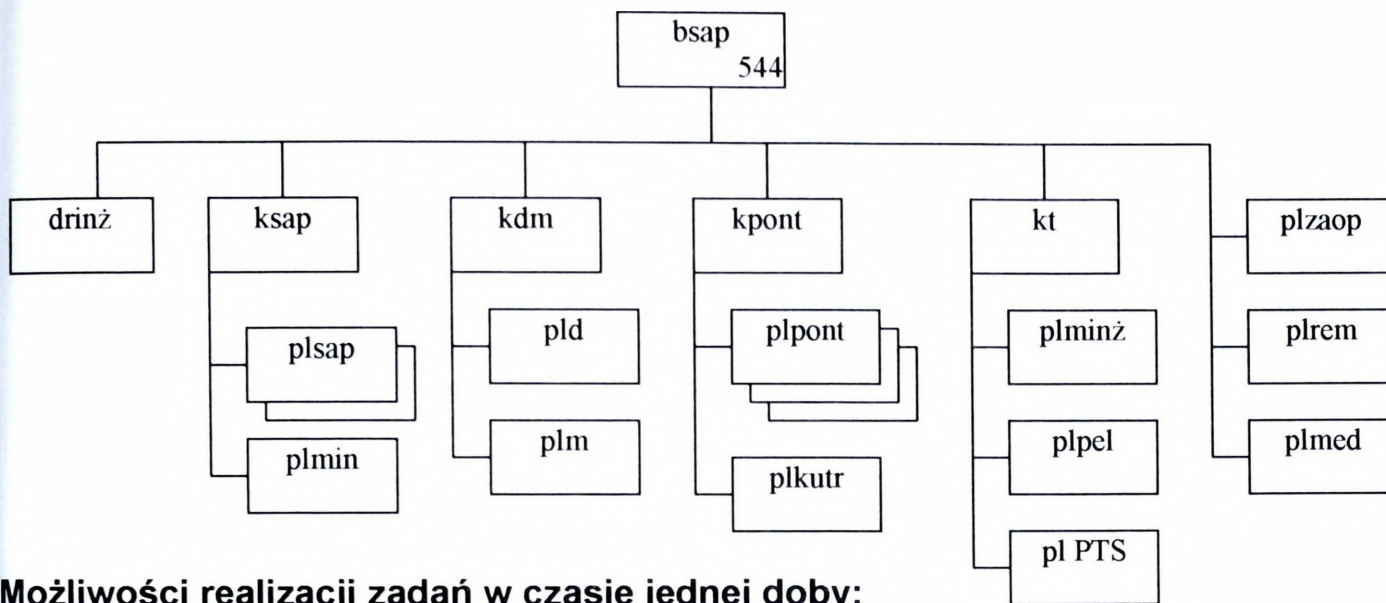 bsap
544
drinż
ksap
kdm
kpont
kt
plzaop
plsap
pld
plpont
plminż
plrem
plmin
plm
plkutr
plpel
plmed
pl PTS
Możliwości realizacji zadań w czasie jednej doby: